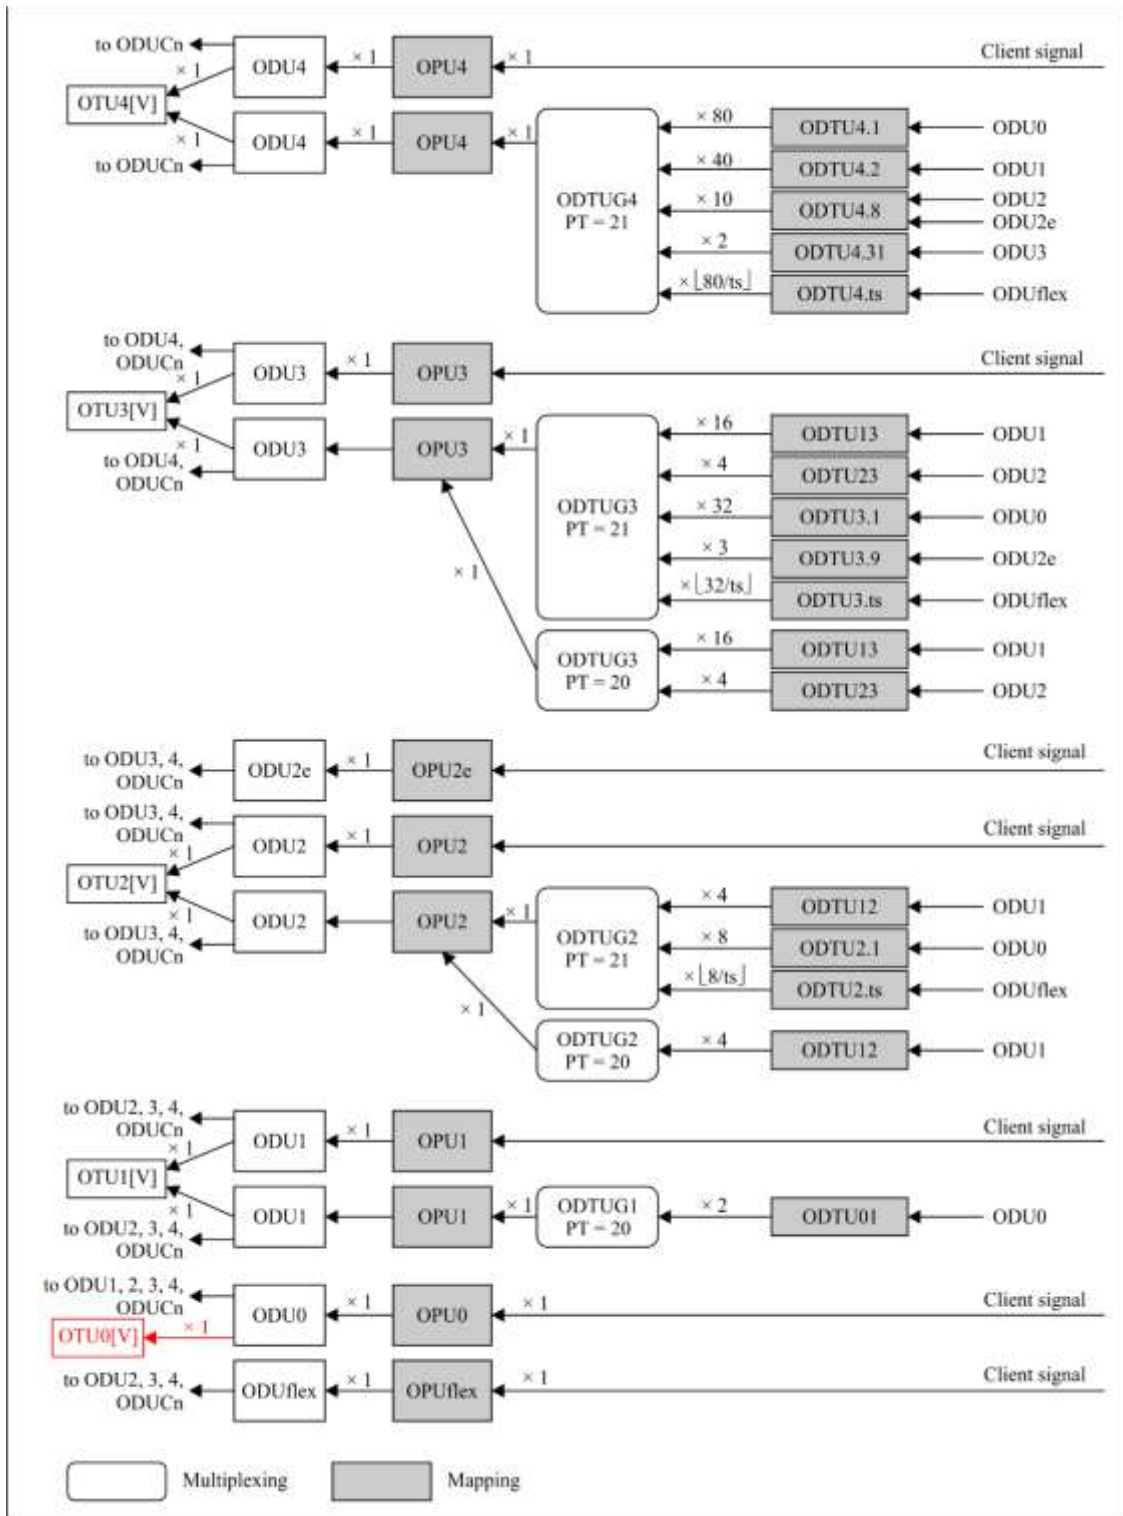 to ODUCn
× 1
ODU4
× 1
OPU4
× 1
Client signal
OTU4[V]
× 1
ODU4
× 1
OPU4
× 1
to ODUCn
ODTUG4
PT = 21
× 80
ODTU4.1
ODU0
× 40
ODTU4.2
ODU1
× 10
ODTU4.8
ODU2
ODU2e
× 2
ODTU4.31
ODU3
× ⌊80/ts⌋
ODTU4.ts
ODUflex
to ODU4,
ODUCn
× 1
ODU3
× 1
OPU3
Client signal
OTU3[V]
× 1
ODU3
OPU3
× 1
to ODU4,
ODUCn
× 1
ODTUG3
PT = 21
× 16
ODTU13
ODU1
× 4
ODTU23
ODU2
× 32
ODTU3.1
ODU0
× 3
ODTU3.9
ODU2e
× ⌊32/ts⌋
ODTU3.ts
ODUflex
ODTUG3
PT = 20
× 16
ODTU13
ODU1
× 4
ODTU23
ODU2
to ODU3, 4,
ODUCn
ODU2e
× 1
OPU2e
Client signal
to ODU3, 4,
ODUCn
× 1
ODU2
× 1
OPU2
Client signal
OTU2[V]
× 1
ODU2
OPU2
× 1
to ODU3, 4,
ODUCn
× 1
ODTUG2
PT = 21
× 4
ODTU12
ODU1
× 8
ODTU2.1
ODU0
× ⌊8/ts⌋
ODTU2.ts
ODUflex
ODTUG2
PT = 20
× 4
ODTU12
ODU1
to ODU2, 3, 4,
ODUCn
× 1
ODU1
× 1
OPU1
Client signal
OTU1[V]
× 1
ODU1
OPU1
× 1
ODTUG1
PT = 20
× 2
ODTU01
ODU0
to ODU2, 3, 4,
ODUCn
to ODU1, 2, 3, 4,
ODUCn
ODU0
× 1
OPU0
× 1
Client signal
OTU0[V]
× 1
to ODU2, 3, 4,
ODUCn
ODUflex
× 1
OPUflex
× 1
Client signal
Multiplexing
Mapping